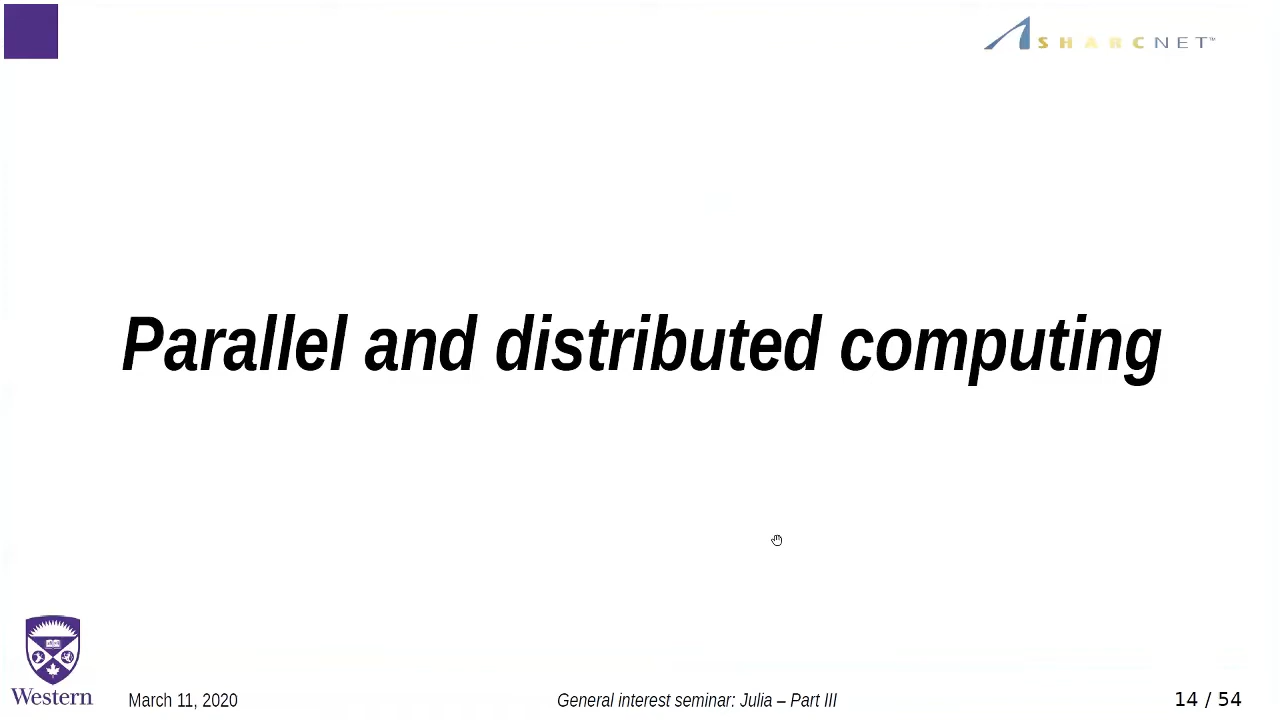 SHARCNET™
Parallel and distributed computing
Western
March 11, 2020
General interest seminar: Julia – Part III
14 / 54